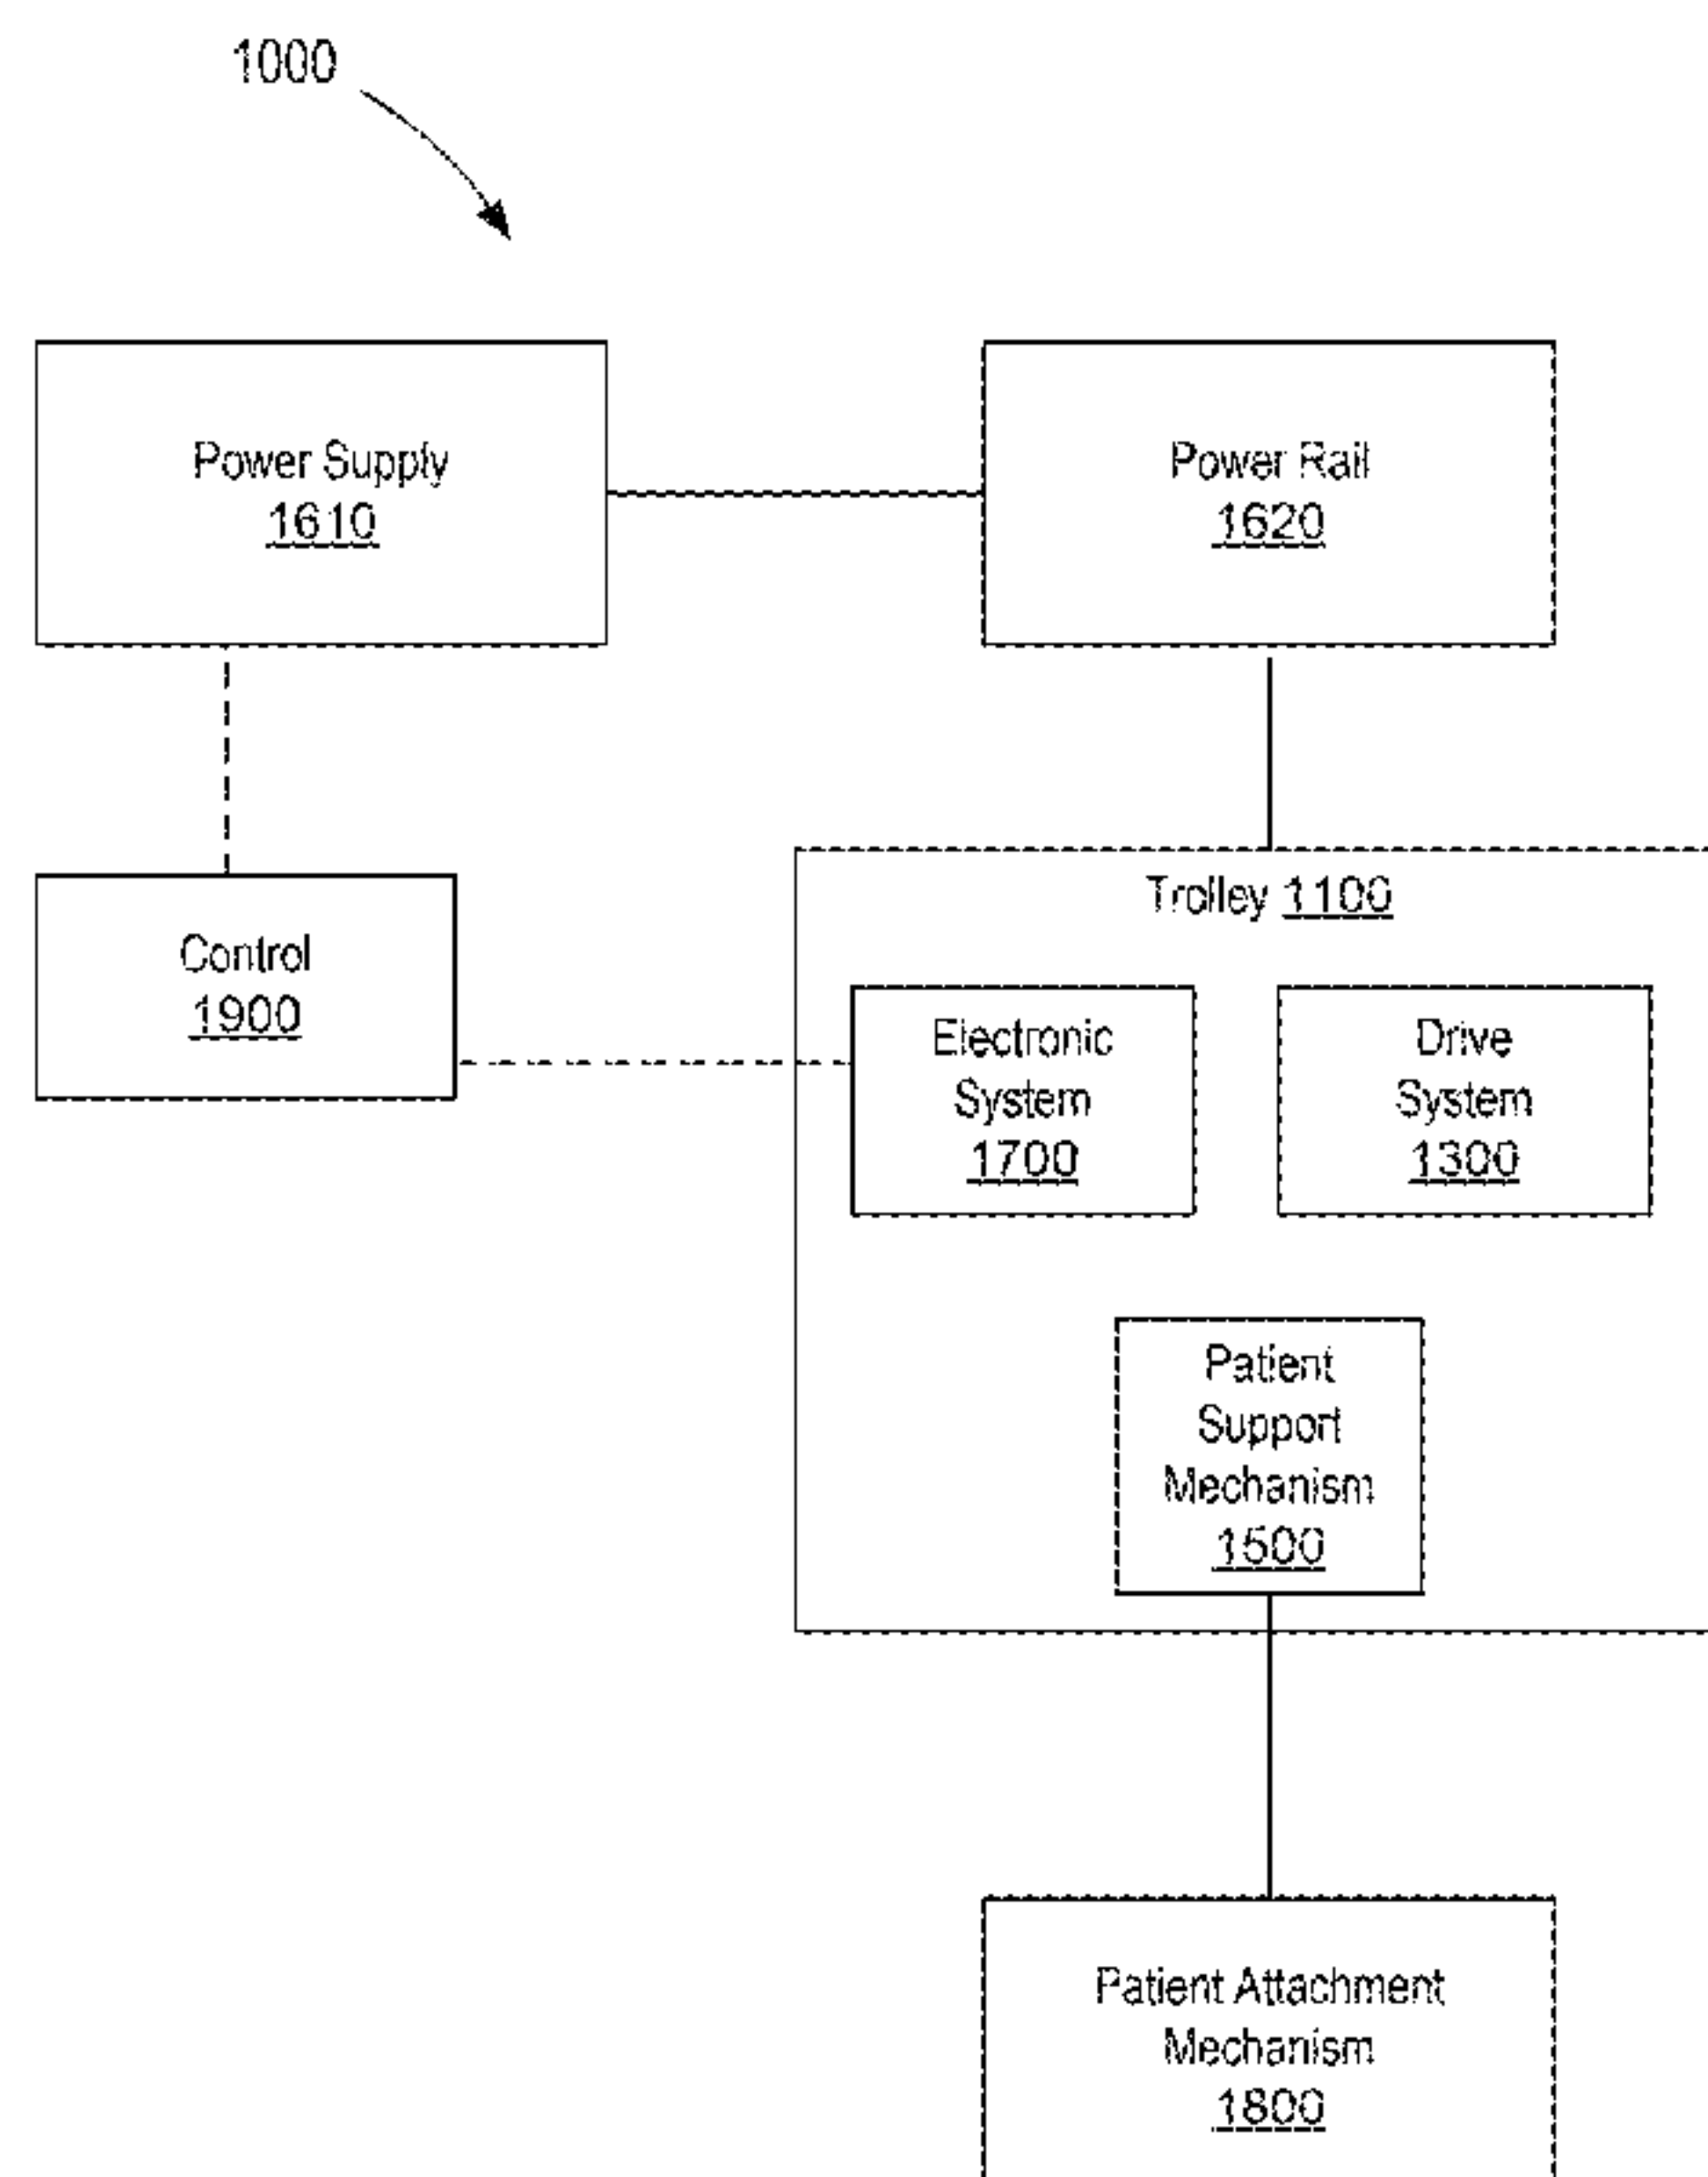 1000
Power Supply
1610
Power Rail
1620
Control
1900
Trolley 1100
Electronic
System
1700
Drive
System
1300
Patient
Support
Mechanism
1500
Patient Attachment
Mechanism
1800